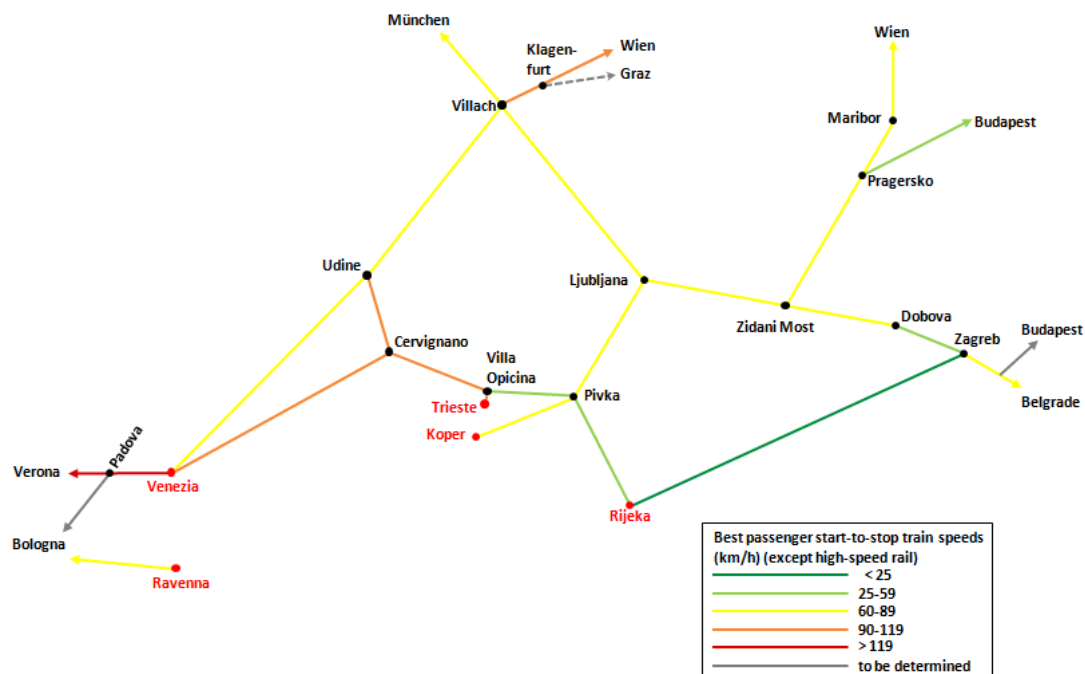 München
Klagen-
furt
Wien
Graz
Villach
Wien
Maribor
Budapest
Pragersko
Udine
Ljubljana
Cervignano
Villa
Opicina
Zidani Most
Dobova
Zagreb
Budapest
Trieste
Pivka
Belgrade
Koper
Padova
Verona
Venezia
Rijeka
Bologna
Ravenna
Best passenger start-to-stop train speeds
(km/h) (except high-speed rail)
< 25
25-59
60-89
90-119
> 119
to be determined